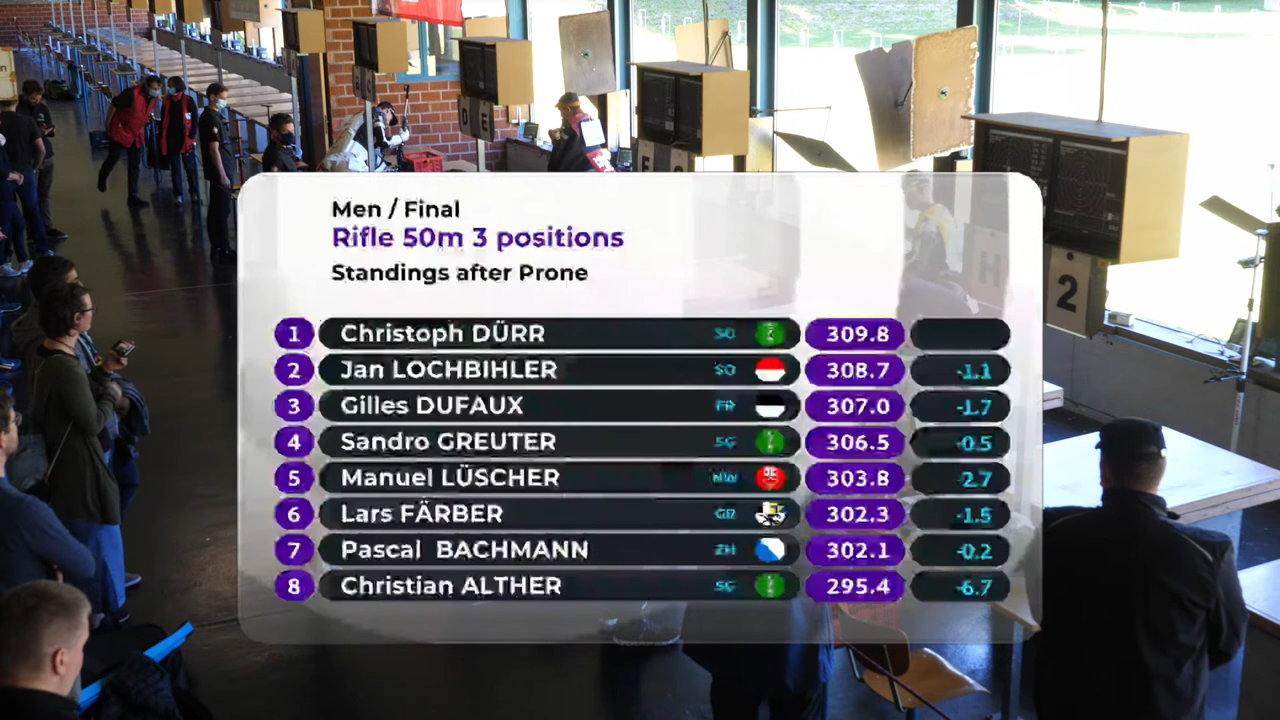 Men / Final
Rifle 50m 3 positions
Standings after Prone
1 Christoph DÜRR 309.8
2 Jan LOCHBIHLER SO 308.7 -1.1
3 Gilles DUFAUX FR 307.0 -1.7
4 Sandro GREUTER SG 306.5 -0.5
5 Manuel LÜSCHER NW 303.8 -2.7
6 Lars FÄRBER GR 302.3 -1.5
7 Pascal BACHMANN ZH 302.1 -0.2
8 Christian ALTHER SG 295.4 -6.7
D E
F
H
2